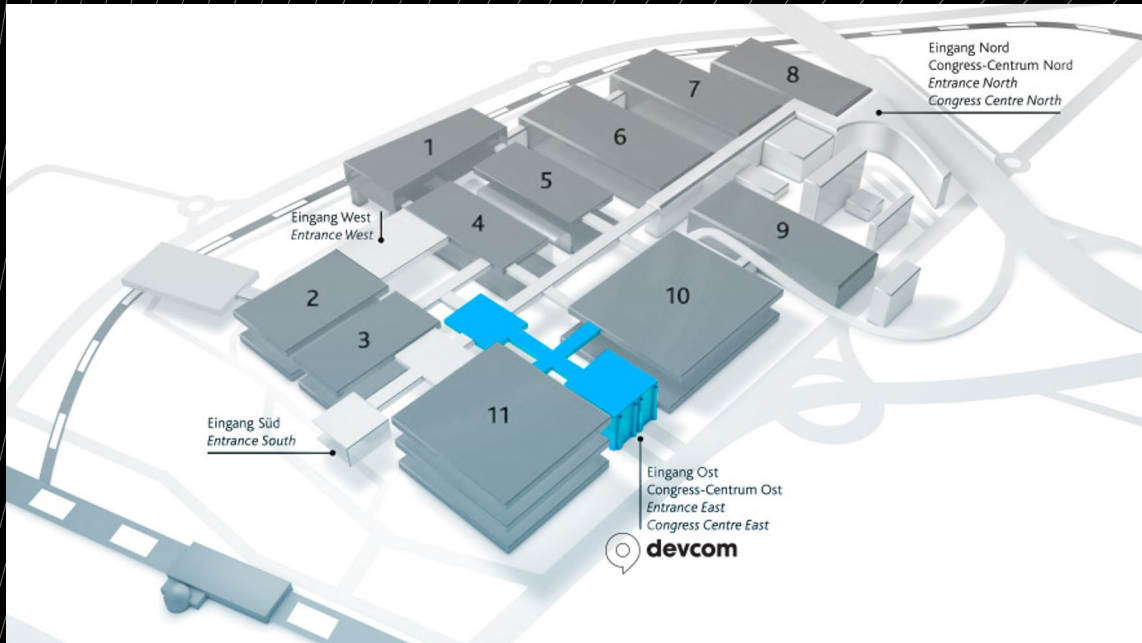 8
7
Eingang Nord
Congress-Centrum Nord
Entrance North
Congress Centre North
6
1
5
Eingang West
Entrance West
4
9
2
10
3
11
Eingang Süd
Entrance South
Eingang Ost
Congress-Centrum Ost
Entrance East
Congress Centre East
devcom